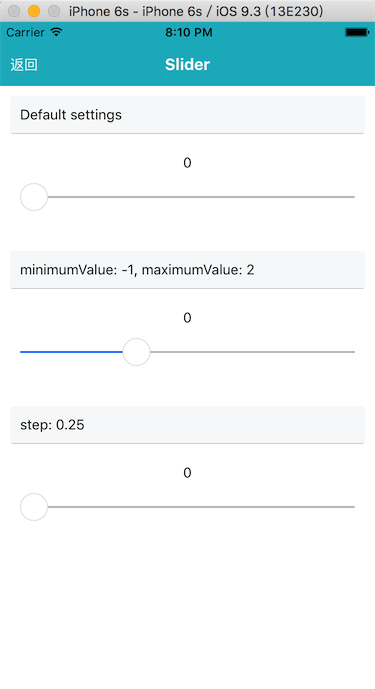 iPhone 6s - iPhone 6s / iOS 9.3 (13E230)
Carrier 8:10 PM
返回 Slider
Default settings
0
minimumValue: -1, maximumValue: 2
0
step: 0.25
0